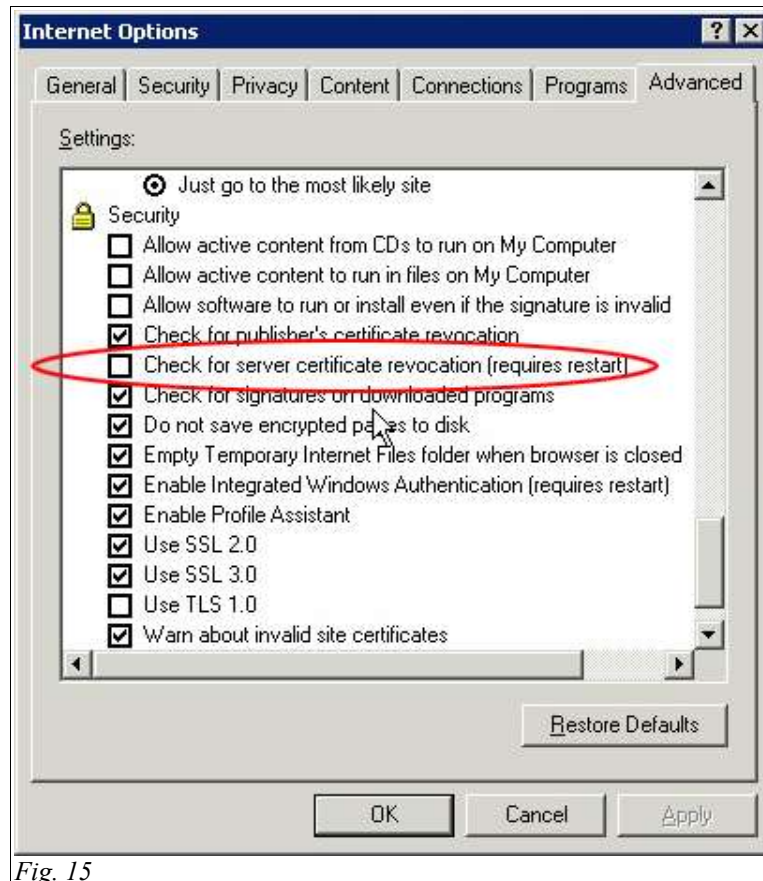 Internet Options
General Security Privacy Content Connections Programs Advanced
Settings:
Just go to the most likely site
Security
Allow active content from CDs to run on My Computer
Allow active content to run in files on My Computer
Allow software to run or install even if the signature is invalid
Check for publisher's certificate revocation
Check for server certificate revocation (requires restart)
Check for signatures on downloaded programs
Do not save encrypted pages to disk
Empty Temporary Internet Files folder when browser is closed
Enable Integrated Windows Authentication (requires restart)
Enable Profile Assistant
Use SSL 2.0
Use SSL 3.0
Use TLS 1.0
Warn about invalid site certificates
Restore Defaults
OK Cancel Apply
Fig. 15